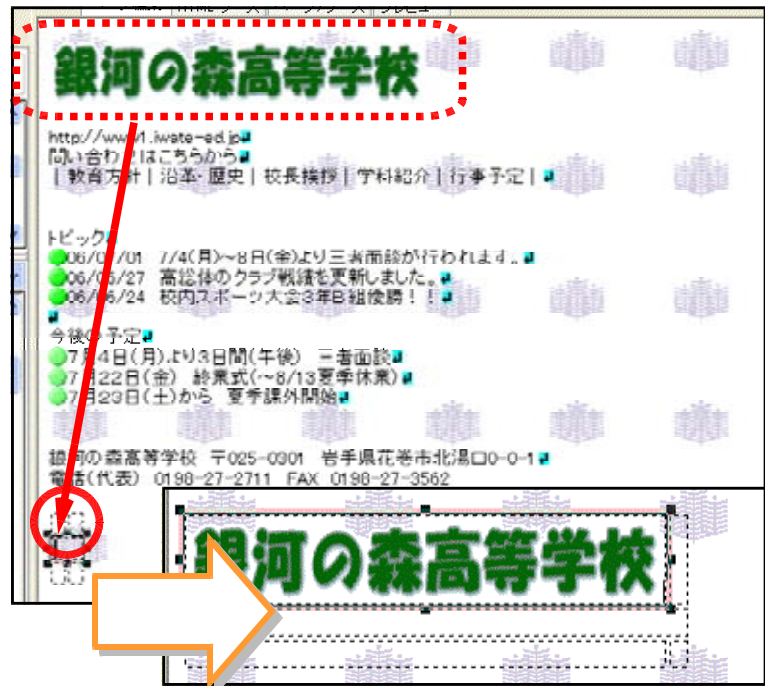 銀河の森高等学校
http://www1.iwate-ed.jp
問い合わせはこちらから
|教育方針|沿革・歴史|校長挨拶|学科紹介|行事予定|
トピック
06/07/01 7/4(月)~8日(金)より三者面談が行われます。
06/06/27 高総体のクラブ戦績を更新しました。
06/06/24 校内スポーツ大会3年B組優勝!!
今後の予定
7月4日(月)より3日間(午後) 三者面談
7月22日(金) 終業式(~8/13夏季休業)
7月23日(土)から 夏季課外開始
銀河の森高等学校 〒025-0301 岩手県花巻市北湯口0-0-1
電話(代表) 0198-27-2711 FAX 0198-27-3562
銀河の森高等学校